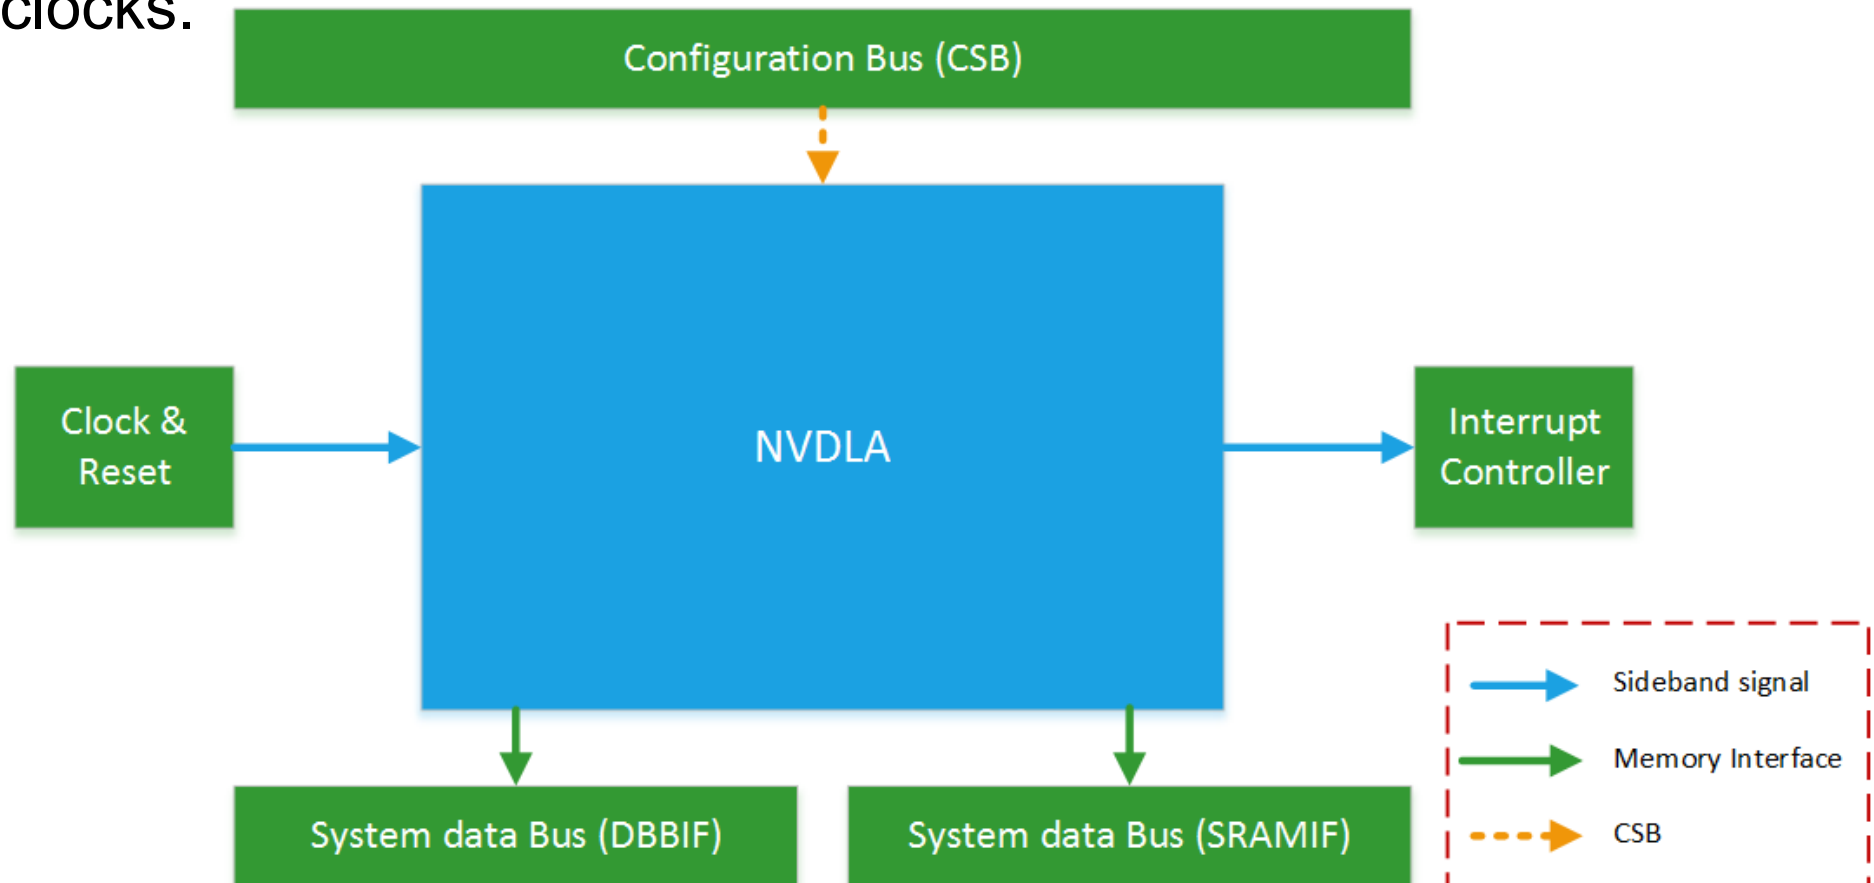 clocks.
Configuration Bus (CSB)
Clock &
Reset
NVDLA
Interrupt
Controller
Sideband signal
Memory Interface
CSB
System data Bus (DBBIF)
System data Bus (SRAMIF)